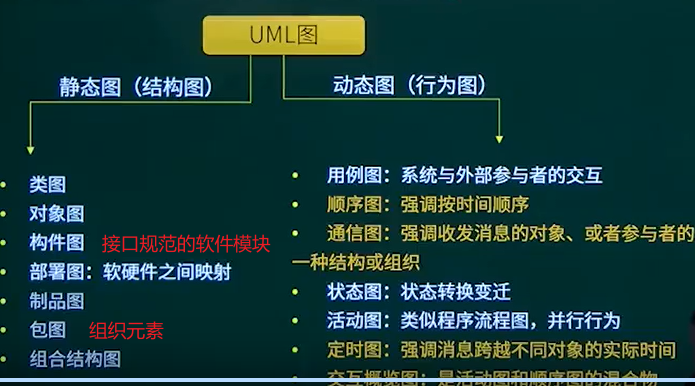 UML图
静态图（结构图）
动态图（行为图）
• 类图
• 对象图
• 构件图 接口规范的软件模块
• 部署图：软硬件之间映射
• 制品图
• 包图 组织元素
• 组合结构图
• 用例图：系统与外部参与者的交互
• 顺序图：强调按时间顺序
• 通信图：强调收发消息的对象、或者参与者的
一种结构或组织
• 状态图：状态转换变迁
• 活动图：类似程序流程图，并行行为
• 定时图：强调消息跨越不同对象的实际时间
• 交互概览图：是活动图和顺序图的混合物